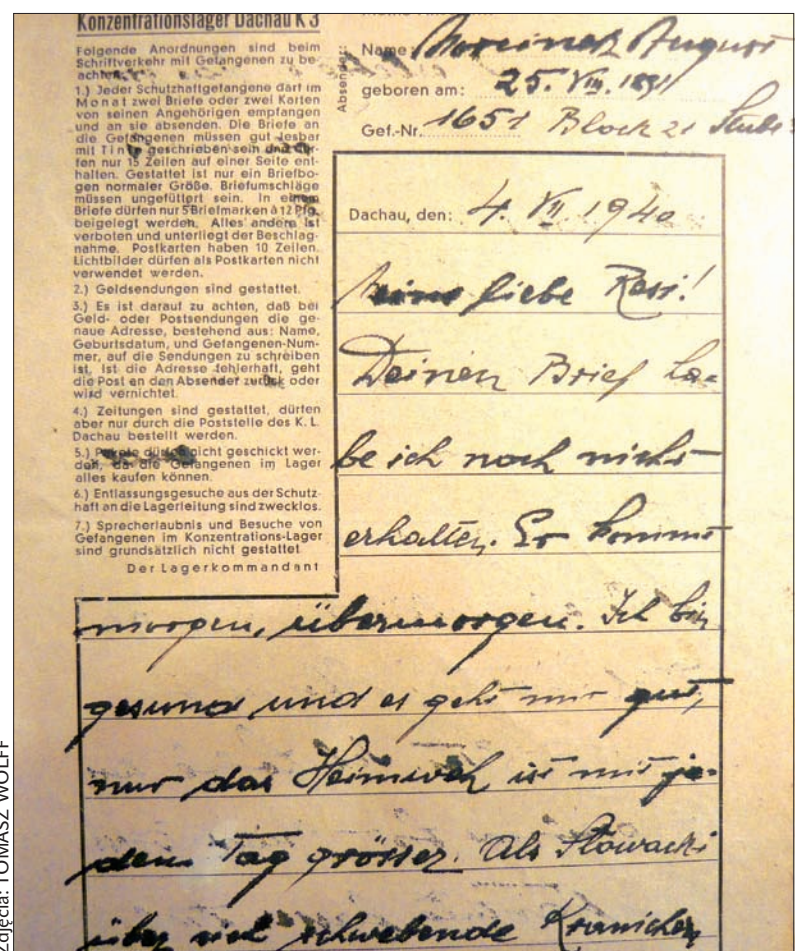 Konzentrationslager Dachau K 3
Folgende Anordnungen sind beim
Schriftverkehr mit Gefangenen zu be-
achten:
1.) Jeder Schutzhaftgefangene darf im
Monat zwei Briefe oder zwei Karten
von seinen Angehörigen empfangen
und an sie absenden. Die Briefe an
die Gefangenen müssen gut lesbar
mit Tinte geschrieben sein und dür-
fen nur 15 Zeilen auf einer Seite ent-
halten. Gestattet ist nur ein Briefbo-
gen normaler Größe. Briefumschläge
müssen ungefüttert sein. In einem
Briefe dürfen nur 5 Briefmarken à 12 Pfg.
beigelegt werden. Alles andere ist
verboten und unterliegt der Beschlag-
nahme. Postkarten haben 10 Zeilen.
Lichtbilder dürfen als Postkarten nicht
verwendet werden.
2.) Geldsendungen sind gestattet.
3.) Es ist darauf zu achten, daß bei
Geld- oder Postsendungen die ge-
naue Adresse, bestehend aus: Name,
Geburtsdatum, und Gefangenen-Num-
mer, auf die Sendungen zu schreiben
ist. Ist die Adresse fehlerhaft, geht
die Post an den Absender zurück oder
wird vernichtet.
4.) Zeitungen sind gestattet, dürfen
aber nur durch die Poststelle des K. L.
Dachau bestellt werden.
5.) Pakete dürfen nicht geschickt wer-
den, da die Gefangenen im Lager
alles kaufen können.
6.) Entlassungsgesuche aus der Schutz-
haft an die Lagerleitung sind zwecklos.
7.) Sprecherlaubnis und Besuche von
Gefangenen im Konzentrations-Lager
sind grundsätzlich nicht gestattet
Der Lagerkommandant
Absender:
Name: August
geboren am: 25. VIII. 1891
Gef.-Nr. 1651 Block 21 Stube
Dachau, den: 4. VII 1940
Meine liebe Resi!
Deinen Brief ha-
be ich noch nicht
erhalten. Er kommt
morgen, übermorgen. Ich bin
gesund und es geht mir gut,
nur das Heimweh ist mit je-
dem Tag grösser. Als Słowacki
über sich schwebende Kraniche
Zdjęcia: TOMASZ WOLFF